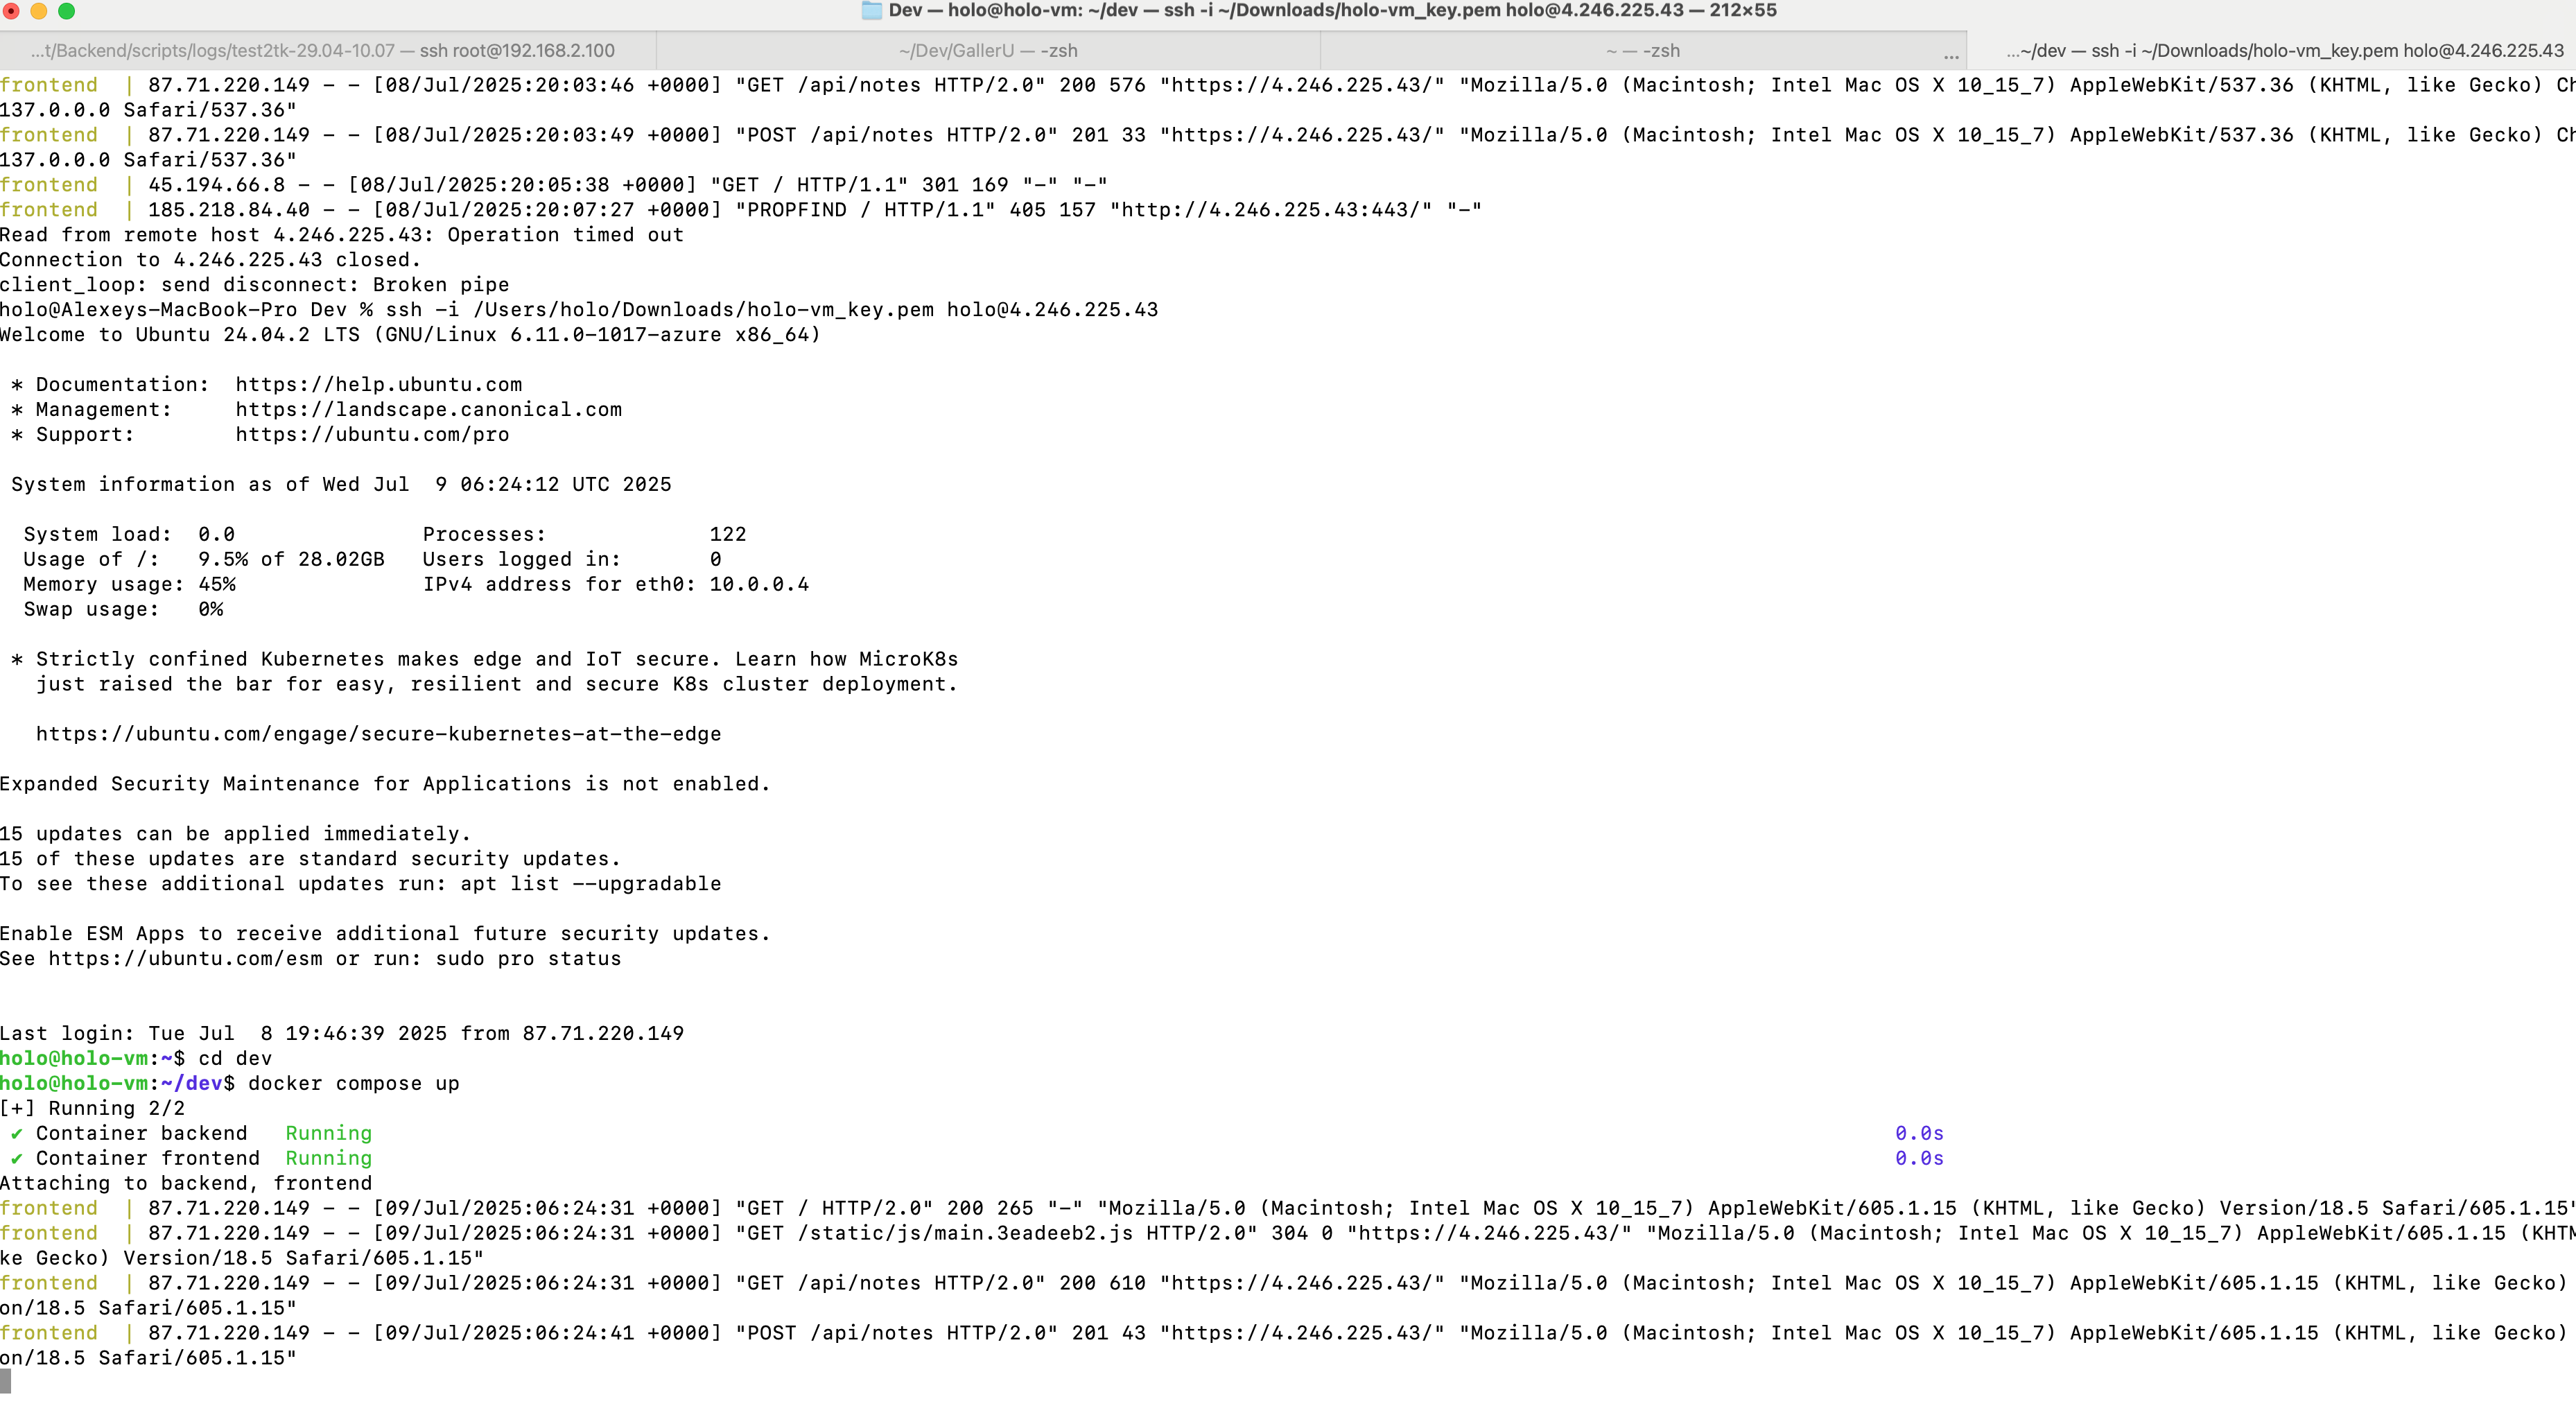 Dev — holo@holo-vm: ~/dev — ssh -i ~/Downloads/holo-vm_key.pem holo@4.246.225.43 — 212×55
...t/Backend/scripts/logs/test2tk-29.04-10.07 — ssh root@192.168.2.100
~/Dev/GallerU — -zsh
~ — -zsh
...
...~/dev — ssh -i ~/Downloads/holo-vm_key.pem holo@4.246.225.43
frontend  | 87.71.220.149 - - [08/Jul/2025:20:03:46 +0000] "GET /api/notes HTTP/2.0" 200 576 "https://4.246.225.43/" "Mozilla/5.0 (Macintosh; Intel Mac OS X 10_15_7) AppleWebKit/537.36 (KHTML, like Gecko) Ch
137.0.0.0 Safari/537.36"
frontend  | 87.71.220.149 - - [08/Jul/2025:20:03:49 +0000] "POST /api/notes HTTP/2.0" 201 33 "https://4.246.225.43/" "Mozilla/5.0 (Macintosh; Intel Mac OS X 10_15_7) AppleWebKit/537.36 (KHTML, like Gecko) Ch
137.0.0.0 Safari/537.36"
frontend  | 45.194.66.8 - - [08/Jul/2025:20:05:38 +0000] "GET / HTTP/1.1" 301 169 "-" "-"
frontend  | 185.218.84.40 - - [08/Jul/2025:20:07:27 +0000] "PROPFIND / HTTP/1.1" 405 157 "http://4.246.225.43:443/" "-"
Read from remote host 4.246.225.43: Operation timed out
Connection to 4.246.225.43 closed.
client_loop: send disconnect: Broken pipe
holo@Alexeys-MacBook-Pro Dev % ssh -i /Users/holo/Downloads/holo-vm_key.pem holo@4.246.225.43
Welcome to Ubuntu 24.04.2 LTS (GNU/Linux 6.11.0-1017-azure x86_64)
* Documentation:  https://help.ubuntu.com
* Management:     https://landscape.canonical.com
* Support:        https://ubuntu.com/pro
System information as of Wed Jul  9 06:24:12 UTC 2025
System load:  0.0               Processes:             122
Usage of /:   9.5% of 28.02GB   Users logged in:       0
Memory usage: 45%               IPv4 address for eth0: 10.0.0.4
Swap usage:   0%
* Strictly confined Kubernetes makes edge and IoT secure. Learn how MicroK8s
just raised the bar for easy, resilient and secure K8s cluster deployment.
https://ubuntu.com/engage/secure-kubernetes-at-the-edge
Expanded Security Maintenance for Applications is not enabled.
15 updates can be applied immediately.
15 of these updates are standard security updates.
To see these additional updates run: apt list --upgradable
Enable ESM Apps to receive additional future security updates.
See https://ubuntu.com/esm or run: sudo pro status
Last login: Tue Jul  8 19:46:39 2025 from 87.71.220.149
holo@holo-vm:~$ cd dev
holo@holo-vm:~/dev$ docker compose up
[+] Running 2/2
✔ Container backend   Running 0.0s
✔ Container frontend  Running 0.0s
Attaching to backend, frontend
frontend  | 87.71.220.149 - - [09/Jul/2025:06:24:31 +0000] "GET / HTTP/2.0" 200 265 "-" "Mozilla/5.0 (Macintosh; Intel Mac OS X 10_15_7) AppleWebKit/605.1.15 (KHTML, like Gecko) Version/18.5 Safari/605.1.15"
frontend  | 87.71.220.149 - - [09/Jul/2025:06:24:31 +0000] "GET /static/js/main.3eadeeb2.js HTTP/2.0" 304 0 "https://4.246.225.43/" "Mozilla/5.0 (Macintosh; Intel Mac OS X 10_15_7) AppleWebKit/605.1.15 (KHTM
ke Gecko) Version/18.5 Safari/605.1.15"
frontend  | 87.71.220.149 - - [09/Jul/2025:06:24:31 +0000] "GET /api/notes HTTP/2.0" 200 610 "https://4.246.225.43/" "Mozilla/5.0 (Macintosh; Intel Mac OS X 10_15_7) AppleWebKit/605.1.15 (KHTML, like Gecko)
on/18.5 Safari/605.1.15"
frontend  | 87.71.220.149 - - [09/Jul/2025:06:24:41 +0000] "POST /api/notes HTTP/2.0" 201 43 "https://4.246.225.43/" "Mozilla/5.0 (Macintosh; Intel Mac OS X 10_15_7) AppleWebKit/605.1.15 (KHTML, like Gecko)
on/18.5 Safari/605.1.15"